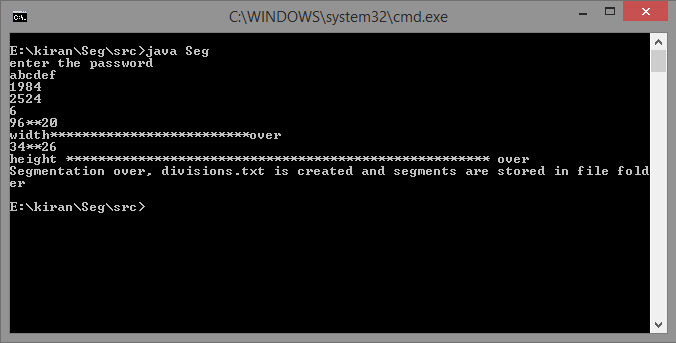 C:\WINDOWS\system32\cmd.exe
E:\kiran\Seg\src>java Seg
enter the password
abcdef
1984
2524
6
96**20
width*************************over
34**26
height ***************************************************** over
Segmentation over, divisions.txt is created and segments are stored in file fold
er
E:\kiran\Seg\src>